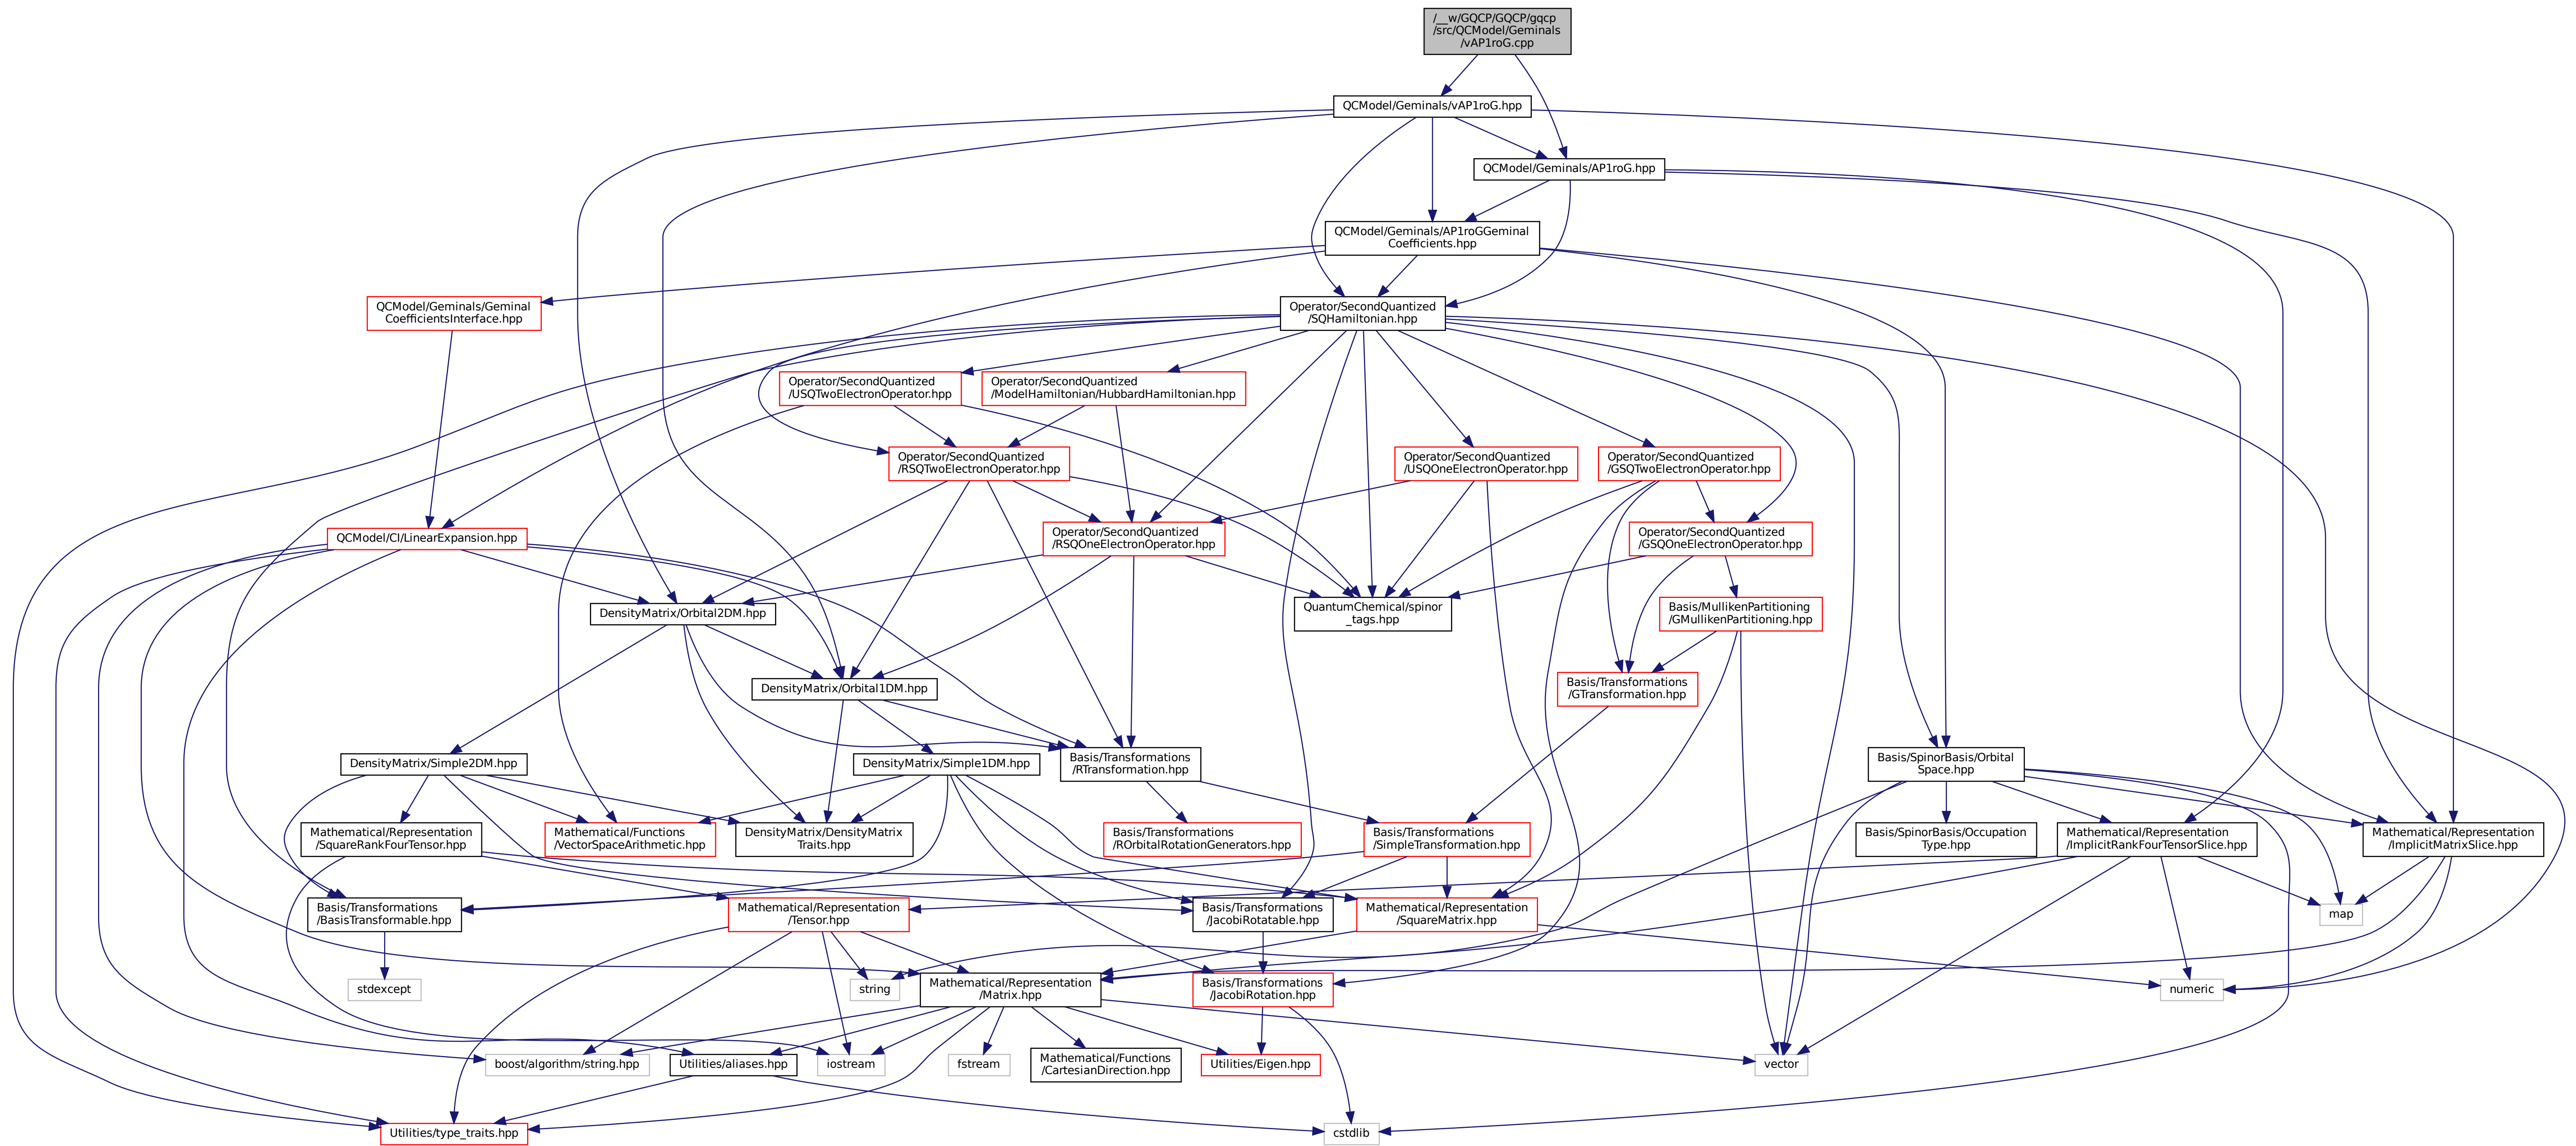 /__w/GQCP/GQCP/gqcp
/src/QCModel/Geminals
/vAP1roG.cpp
QCModel/Geminals/vAP1roG.hpp
QCModel/Geminals/AP1roG.hpp
QCModel/Geminals/AP1roGGeminal
Coefficients.hpp
QCModel/Geminals/Geminal
CoefficientsInterface.hpp
Operator/SecondQuantized
/SQHamiltonian.hpp
Operator/SecondQuantized
/USQTwoElectronOperator.hpp
Operator/SecondQuantized
/ModelHamiltonian/HubbardHamiltonian.hpp
Operator/SecondQuantized
/RSQTwoElectronOperator.hpp
Operator/SecondQuantized
/USQOneElectronOperator.hpp
Operator/SecondQuantized
/GSQTwoElectronOperator.hpp
QCModel/CI/LinearExpansion.hpp
Operator/SecondQuantized
/RSQOneElectronOperator.hpp
Operator/SecondQuantized
/GSQOneElectronOperator.hpp
DensityMatrix/Orbital2DM.hpp
QuantumChemical/spinor
_tags.hpp
Basis/MullikenPartitioning
/GMullikenPartitioning.hpp
DensityMatrix/Orbital1DM.hpp
Basis/Transformations
/GTransformation.hpp
DensityMatrix/Simple2DM.hpp
DensityMatrix/Simple1DM.hpp
Basis/Transformations
/RTransformation.hpp
Basis/SpinorBasis/Orbital
Space.hpp
Mathematical/Representation
/SquareRankFourTensor.hpp
Mathematical/Functions
/VectorSpaceArithmetic.hpp
DensityMatrix/DensityMatrix
Traits.hpp
Basis/Transformations
/ROrbitalRotationGenerators.hpp
Basis/Transformations
/SimpleTransformation.hpp
Basis/SpinorBasis/Occupation
Type.hpp
Mathematical/Representation
/ImplicitRankFourTensorSlice.hpp
Mathematical/Representation
/ImplicitMatrixSlice.hpp
Basis/Transformations
/BasisTransformable.hpp
Mathematical/Representation
/Tensor.hpp
Basis/Transformations
/JacobiRotatable.hpp
Mathematical/Representation
/SquareMatrix.hpp
map
stdexcept
string
Mathematical/Representation
/Matrix.hpp
Basis/Transformations
/JacobiRotation.hpp
numeric
boost/algorithm/string.hpp
Utilities/aliases.hpp
iostream
fstream
Mathematical/Functions
/CartesianDirection.hpp
Utilities/Eigen.hpp
vector
Utilities/type_traits.hpp
cstdlib